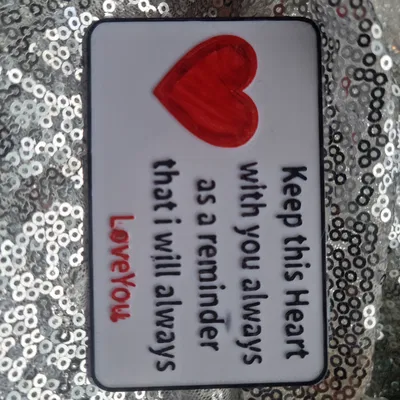 Keep this Heart
with you always
as a reminder
that i will always
LoveYou